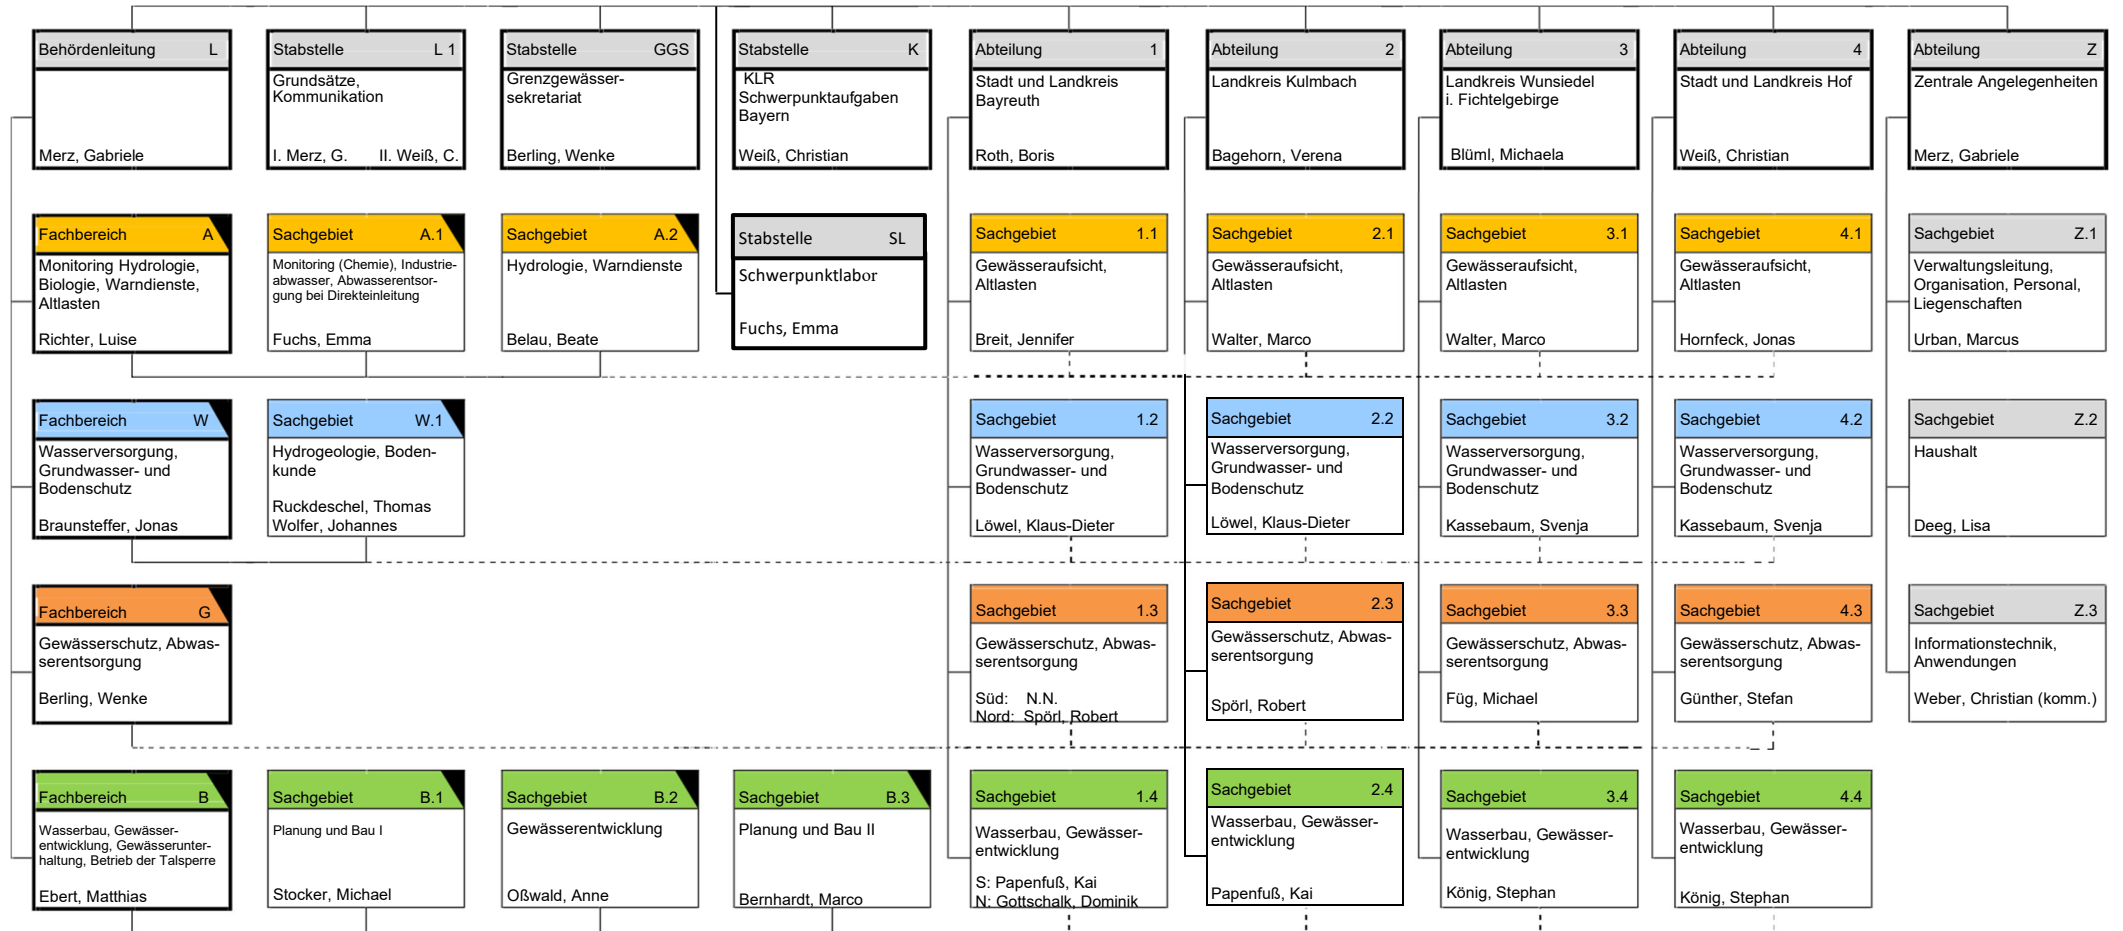 Behördenleitung L
Merz, Gabriele
Stabstelle L 1
Grundsätze,
Kommunikation
I. Merz, G. II. Weiß, C.
Stabstelle GGS
Grenzgewässer-
sekretariat
Berling, Wenke
Stabstelle K
KLR
Schwerpunktaufgaben
Bayern
Weiß, Christian
Abteilung 1
Stadt und Landkreis
Bayreuth
Roth, Boris
Abteilung 2
Landkreis Kulmbach
Bagehorn, Verena
Abteilung 3
Landkreis Wunsiedel
i. Fichtelgebirge
Blüml, Michaela
Abteilung 4
Stadt und Landkreis Hof
Weiß, Christian
Abteilung Z
Zentrale Angelegenheiten
Merz, Gabriele
Fachbereich A
Monitoring Hydrologie,
Biologie, Warndienste,
Altlasten
Richter, Luise
Sachgebiet A.1
Monitoring (Chemie), Industrie-
abwasser, Abwasserentsor-
gung bei Direkteinleitung
Fuchs, Emma
Sachgebiet A.2
Hydrologie, Warndienste
Belau, Beate
Stabstelle SL
Schwerpunktlabor
Fuchs, Emma
Sachgebiet 1.1
Gewässeraufsicht,
Altlasten
Breit, Jennifer
Sachgebiet 2.1
Gewässeraufsicht,
Altlasten
Walter, Marco
Sachgebiet 3.1
Gewässeraufsicht,
Altlasten
Walter, Marco
Sachgebiet 4.1
Gewässeraufsicht,
Altlasten
Hornfeck, Jonas
Sachgebiet Z.1
Verwaltungsleitung,
Organisation, Personal,
Liegenschaften
Urban, Marcus
Fachbereich W
Wasserversorgung,
Grundwasser- und
Bodenschutz
Braunsteffer, Jonas
Sachgebiet W.1
Hydrogeologie, Boden-
kunde
Ruckdeschel, Thomas
Wolfer, Johannes
Sachgebiet 1.2
Wasserversorgung,
Grundwasser- und
Bodenschutz
Löwel, Klaus-Dieter
Sachgebiet 2.2
Wasserversorgung,
Grundwasser- und
Bodenschutz
Löwel, Klaus-Dieter
Sachgebiet 3.2
Wasserversorgung,
Grundwasser- und
Bodenschutz
Kassebaum, Svenja
Sachgebiet 4.2
Wasserversorgung,
Grundwasser- und
Bodenschutz
Kassebaum, Svenja
Sachgebiet Z.2
Haushalt
Deeg, Lisa
Fachbereich G
Gewässerschutz, Abwas-
serentsorgung
Berling, Wenke
Sachgebiet 1.3
Gewässerschutz, Abwas-
serentsorgung
Süd: N.N.
Nord: Spörl, Robert
Sachgebiet 2.3
Gewässerschutz, Abwas-
serentsorgung
Spörl, Robert
Sachgebiet 3.3
Gewässerschutz, Abwas-
serentsorgung
Füg, Michael
Sachgebiet 4.3
Gewässerschutz, Abwas-
serentsorgung
Günther, Stefan
Sachgebiet Z.3
Informationstechnik,
Anwendungen
Weber, Christian (komm.)
Fachbereich B
Wasserbau, Gewässer-
entwicklung, Gewässerunter-
haltung, Betrieb der Talsperre
Ebert, Matthias
Sachgebiet B.1
Planung und Bau I
Stocker, Michael
Sachgebiet B.2
Gewässerentwicklung
Oßwald, Anne
Sachgebiet B.3
Planung und Bau II
Bernhardt, Marco
Sachgebiet 1.4
Wasserbau, Gewässer-
entwicklung
S: Papenfuß, Kai
N: Gottschalk, Dominik
Sachgebiet 2.4
Wasserbau, Gewässer-
entwicklung
Papenfuß, Kai
Sachgebiet 3.4
Wasserbau, Gewässer-
entwicklung
König, Stephan
Sachgebiet 4.4
Wasserbau, Gewässer-
entwicklung
König, Stephan